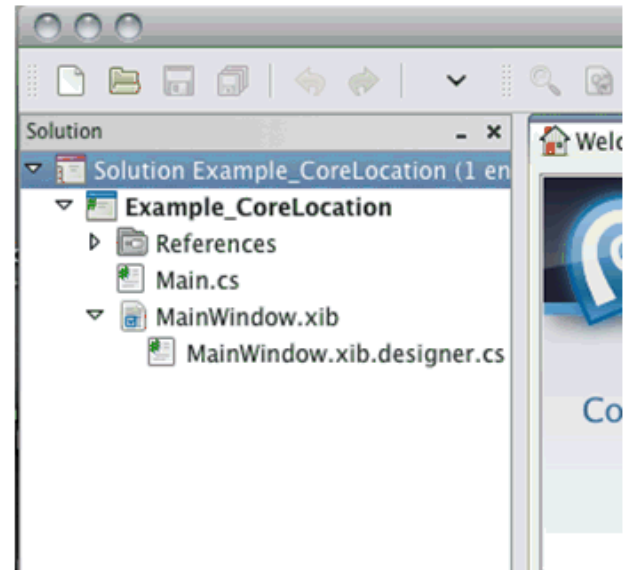 Solution
Welc
Solution Example_CoreLocation (1 en
Example_CoreLocation
References
Main.cs
MainWindow.xib
MainWindow.xib.designer.cs
Co